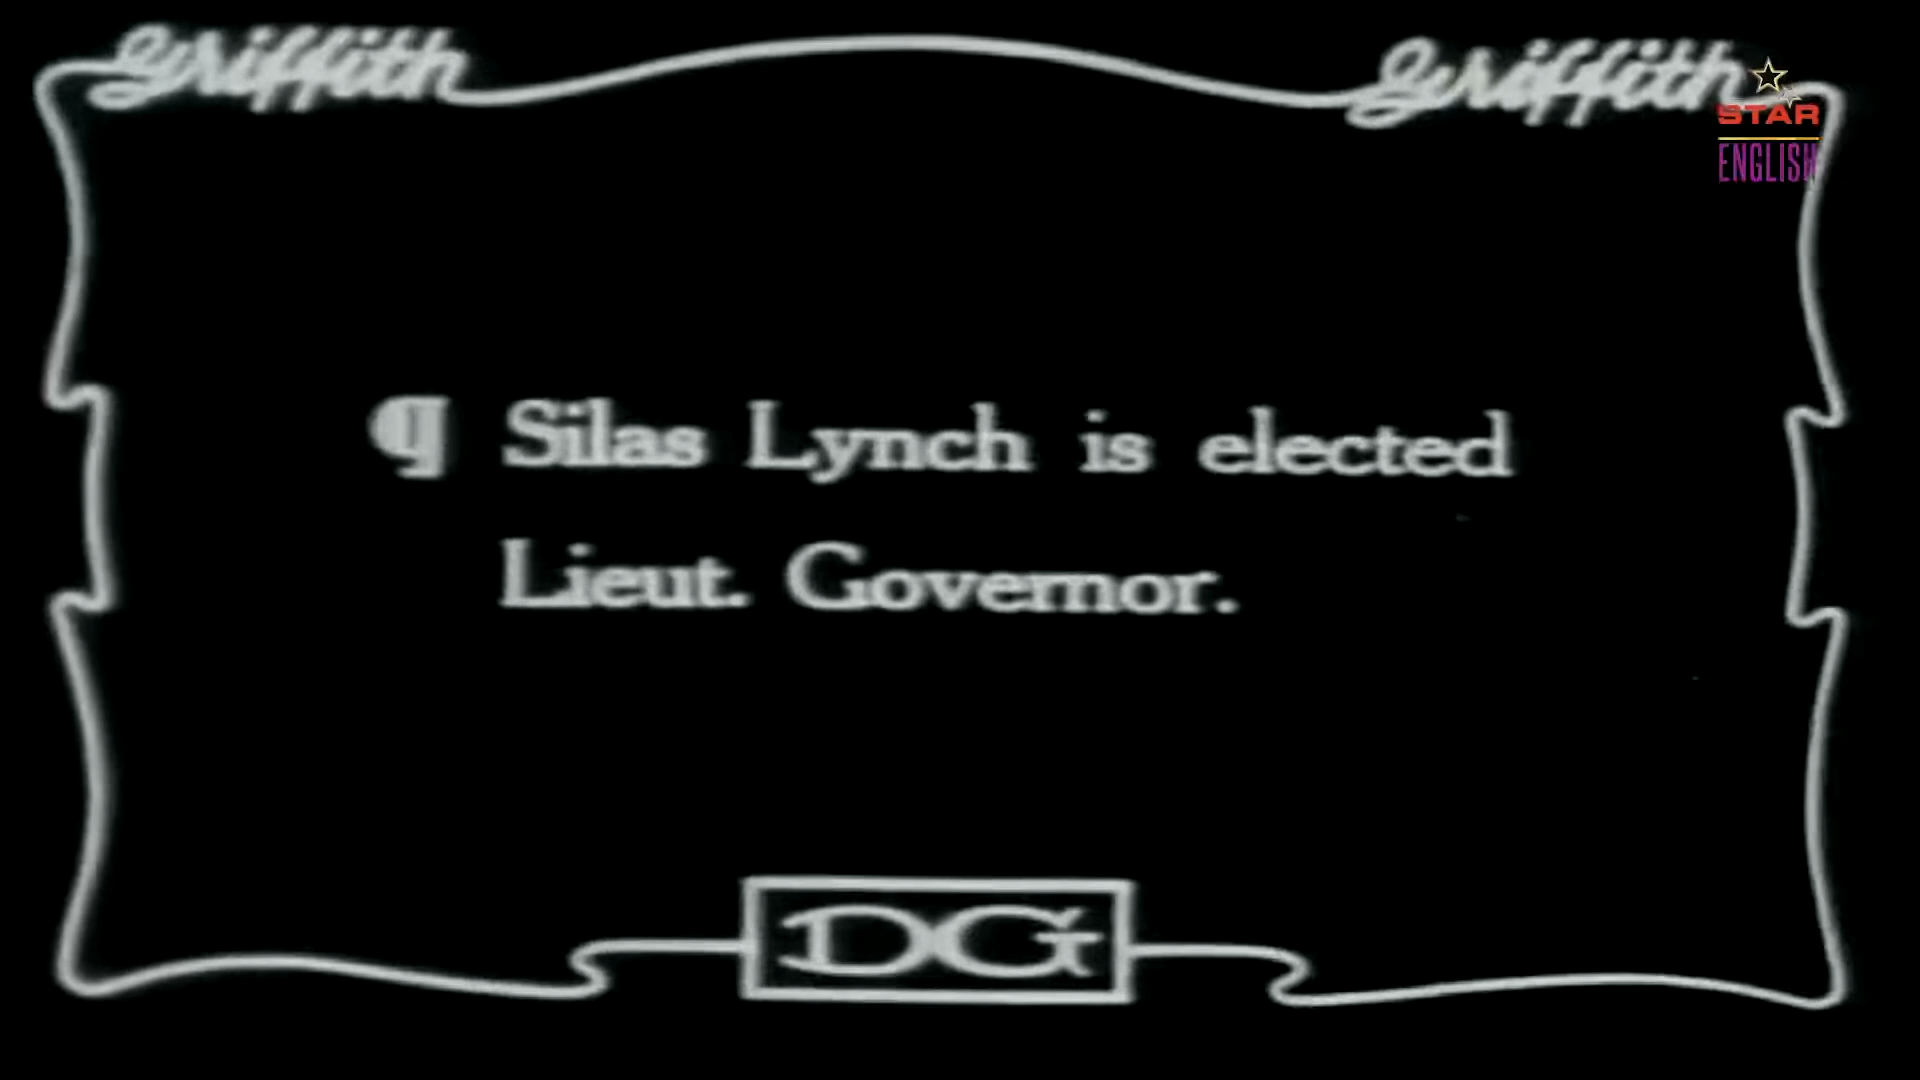 Griffith Griffith
STAR
ENGLISH
¶ Silas Lynch is elected
Lieut. Governor.
DG